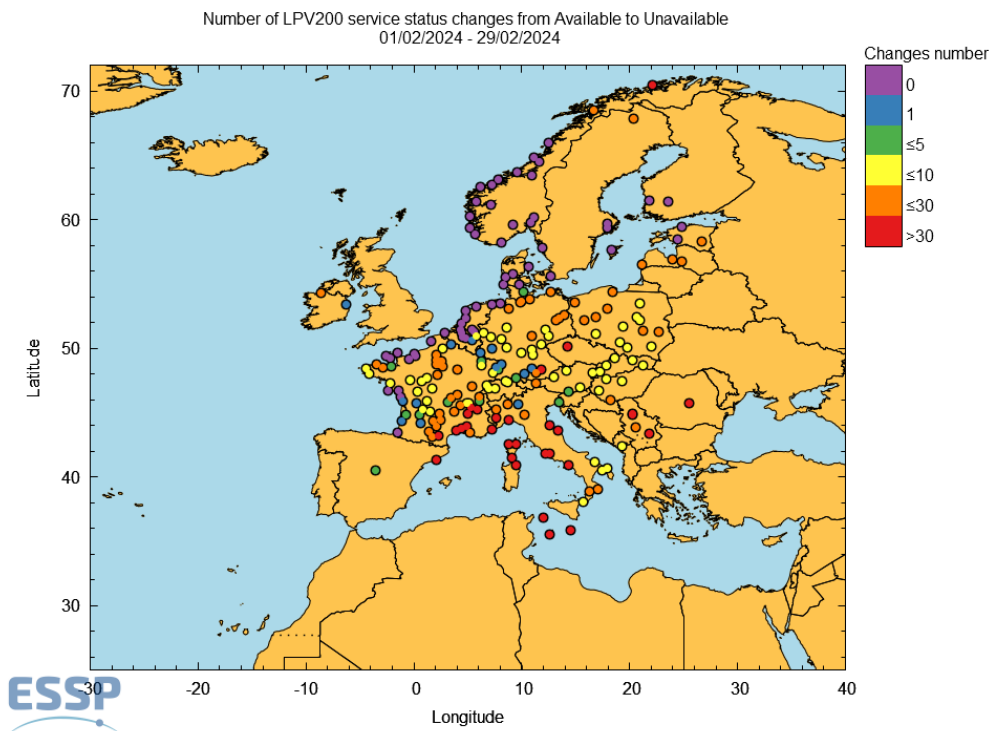 Number of LPV200 service status changes from Available to Unavailable
01/02/2024 - 29/02/2024
Changes number
0
1
≤5
≤10
≤30
>30
70
60
50
40
30
Latitude
-30 -20 -10 0 10 20 30 40
Longitude
ESSP